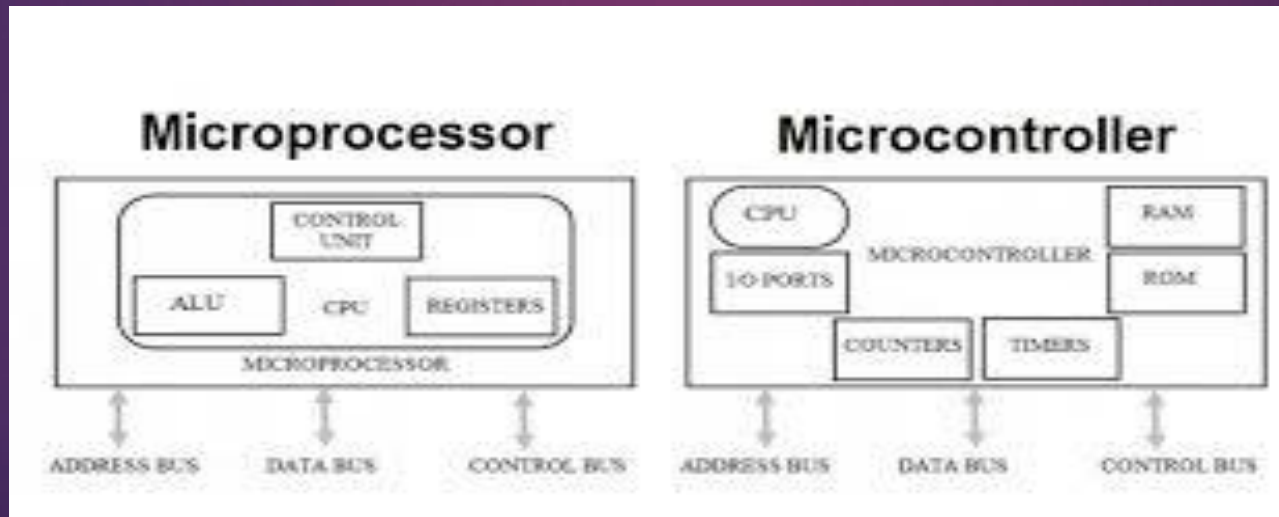 Microprocessor
CONTROL
UNIT
ALU
CPU
REGISTERS
MICROPROCESSOR
ADDRESS BUS
DATA BUS
CONTROL BUS
Microcontroller
CPU
RAM
MICROCONTROLLER
I/O PORTS
ROM
COUNTERS
TIMERS
ADDRESS BUS
DATA BUS
CONTROL BUS